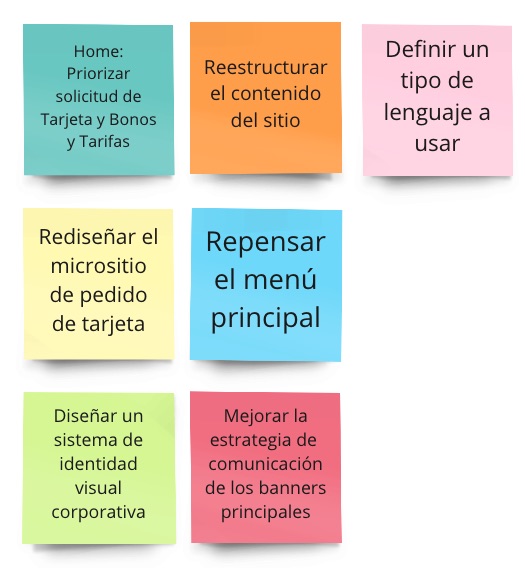 Home:
Priorizar
solicitud de
Tarjeta y Bonos
y Tarifas
Reestructurar
el contenido
del sitio
Definir un
tipo de
lenguaje a
usar
Rediseñar el
micrositio
de pedido
de tarjeta
Repensar
el menú
principal
Diseñar un
sistema de
identidad
visual
corporativa
Mejorar la
estrategia de
comunicación
de los banners
principales